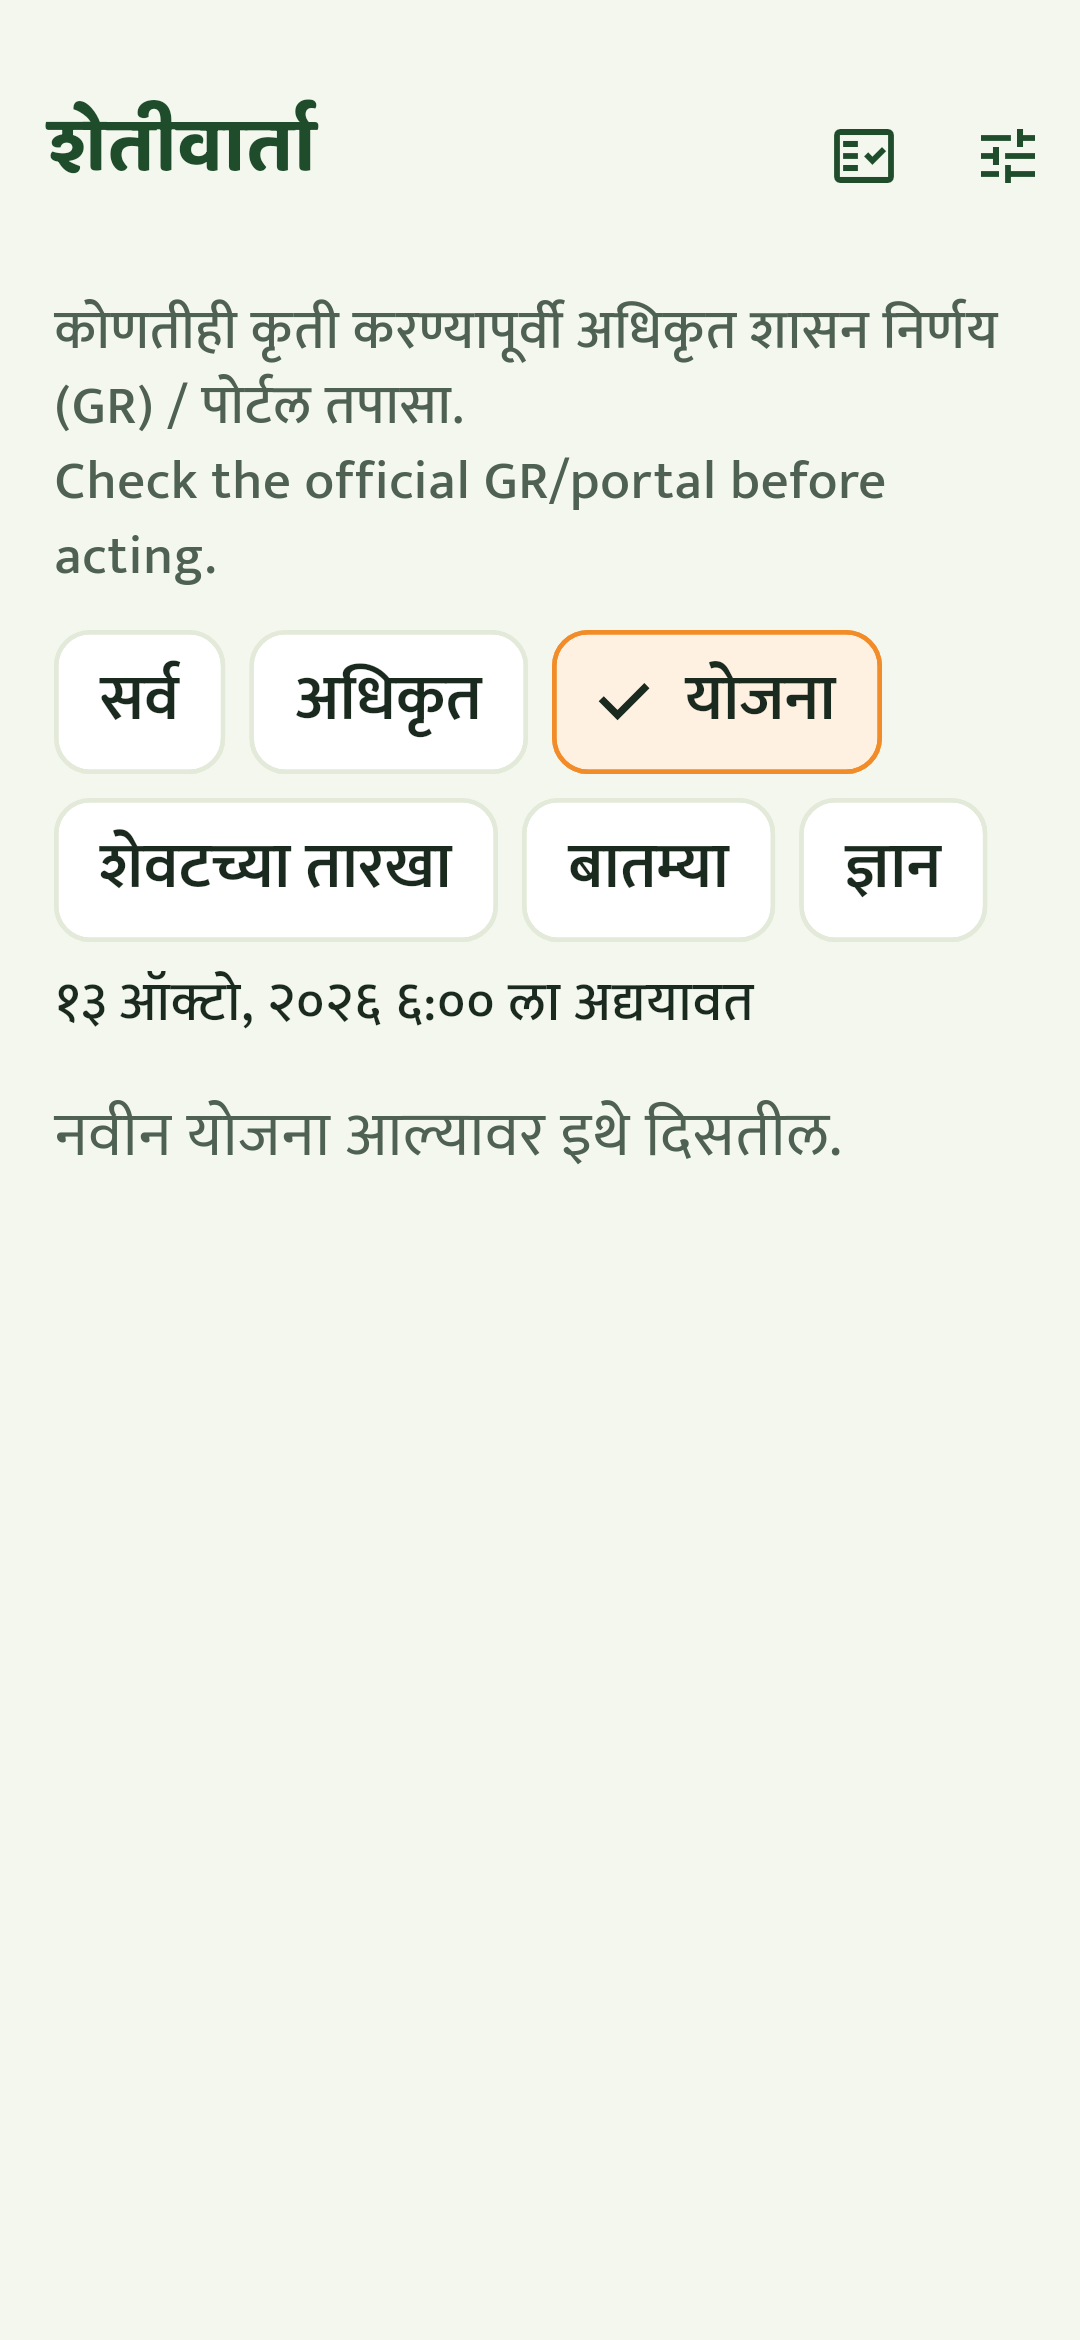 शेतीवार्ता
कोणतीही कृती करण्यापूर्वी अधिकृत शासन निर्णय
(GR) / पोर्टल तपासा.
Check the official GR/portal before
acting.
सर्व अधिकृत योजना
शेवटच्या तारखा बातम्या ज्ञान
१३ ऑक्टो, २०२६ ६:०० ला अद्ययावत
नवीन योजना आल्यावर इथे दिसतील.